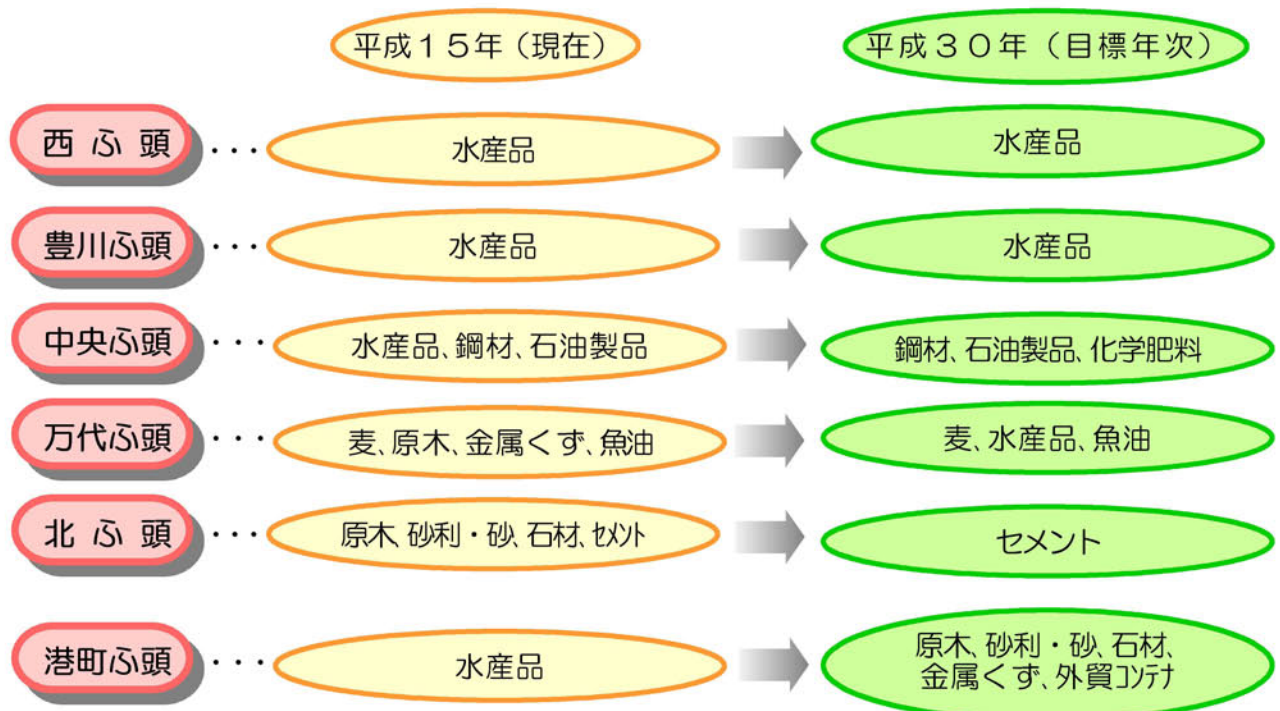 平成１５年（現在）
平成３０年（目標年次）
西ふ頭
・・・
水産品
水産品
豊川ふ頭
・・・
水産品
水産品
中央ふ頭
・・・
水産品、鋼材、石油製品
鋼材、石油製品、化学肥料
万代ふ頭
・・・
麦、原木、金属くず、魚油
麦、水産品、魚油
北ふ頭
・・・
原木、砂利・砂、石材、ｾﾒﾝﾄ
セメント
港町ふ頭
・・・
水産品
原木、砂利・砂、石材、
金属くず、外貿ｺﾝﾃﾅ